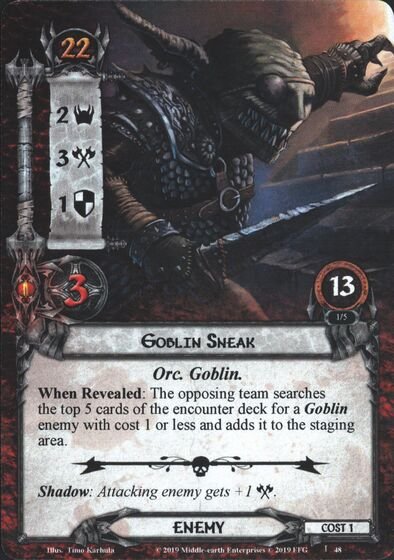 22
2
3
1
3
13
1/5
Goblin Sneak
Orc. Goblin.
When Revealed: The opposing team searches
the top 5 cards of the encounter deck for a Goblin
enemy with cost 1 or less and adds it to the staging
area.
Shadow: Attacking enemy gets +1 .
ENEMY
COST 1
Illus. Timo Karhula
©2019 Middle-earth Enterprises ©2019 FFG
48